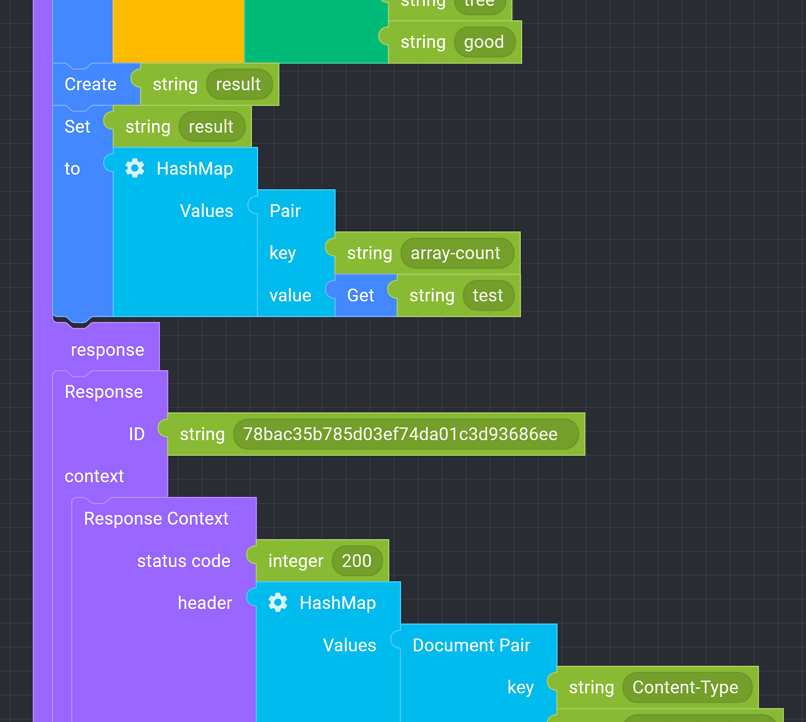 string tree
string good
Create string result
Set string result
to HashMap
Values Pair
key string array-count
value Get string test
response
Response
ID string 78bac35b785d03ef74da01c3d93686ee
context
Response Context
status code integer 200
header HashMap
Values Document Pair
key string Content-Type